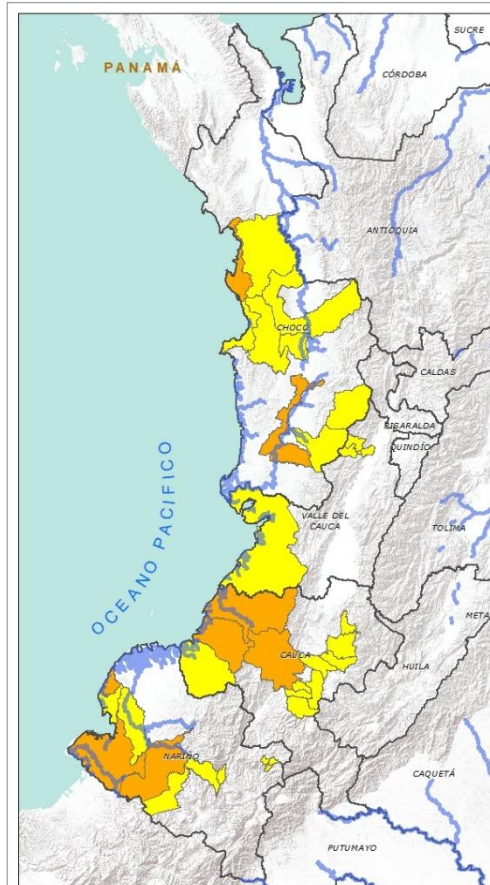 SUCRE
PANAMÁ
CÓRDOBA
ANTIOQUIA
CHOCÓ
CALDAS
RISARALDA
QUINDÍO
OCEANO PACIFICO
VALLE DEL
CAUCA
TOLIMA
META
CAUCA
HUILA
NARIÑO
CAQUETÁ
PUTUMAYO